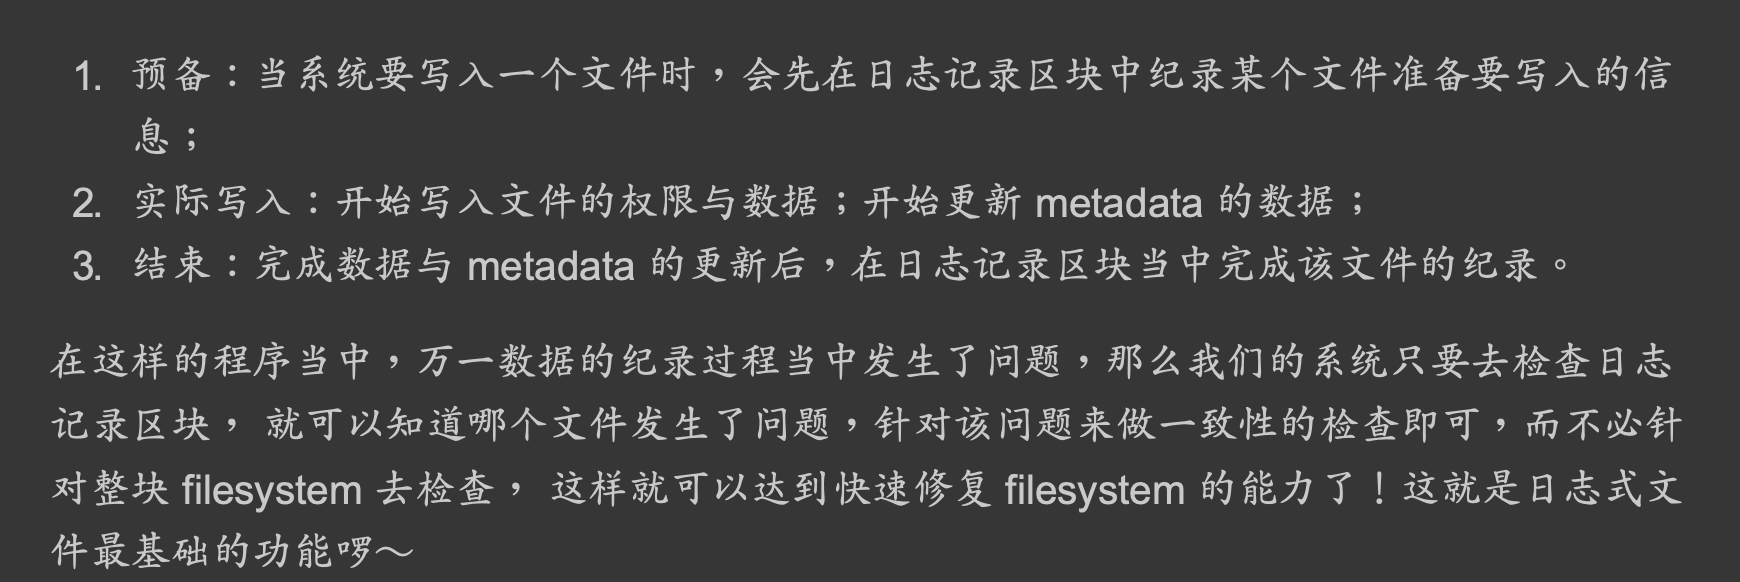 1. 预备：当系统要写入一个文件时，会先在日志记录区块中纪录某个文件准备要写入的信
息；
2. 实际写入：开始写入文件的权限与数据；开始更新 metadata 的数据；
3. 结束：完成数据与 metadata 的更新后，在日志记录区块当中完成该文件的纪录。
在这样的程序当中，万一数据的纪录过程当中发生了问题，那么我们的系统只要去检查日志
记录区块， 就可以知道哪个文件发生了问题，针对该问题来做一致性的检查即可，而不必针
对整块 filesystem 去检查， 这样就可以达到快速修复 filesystem 的能力了！这就是日志式文
件最基础的功能啰～